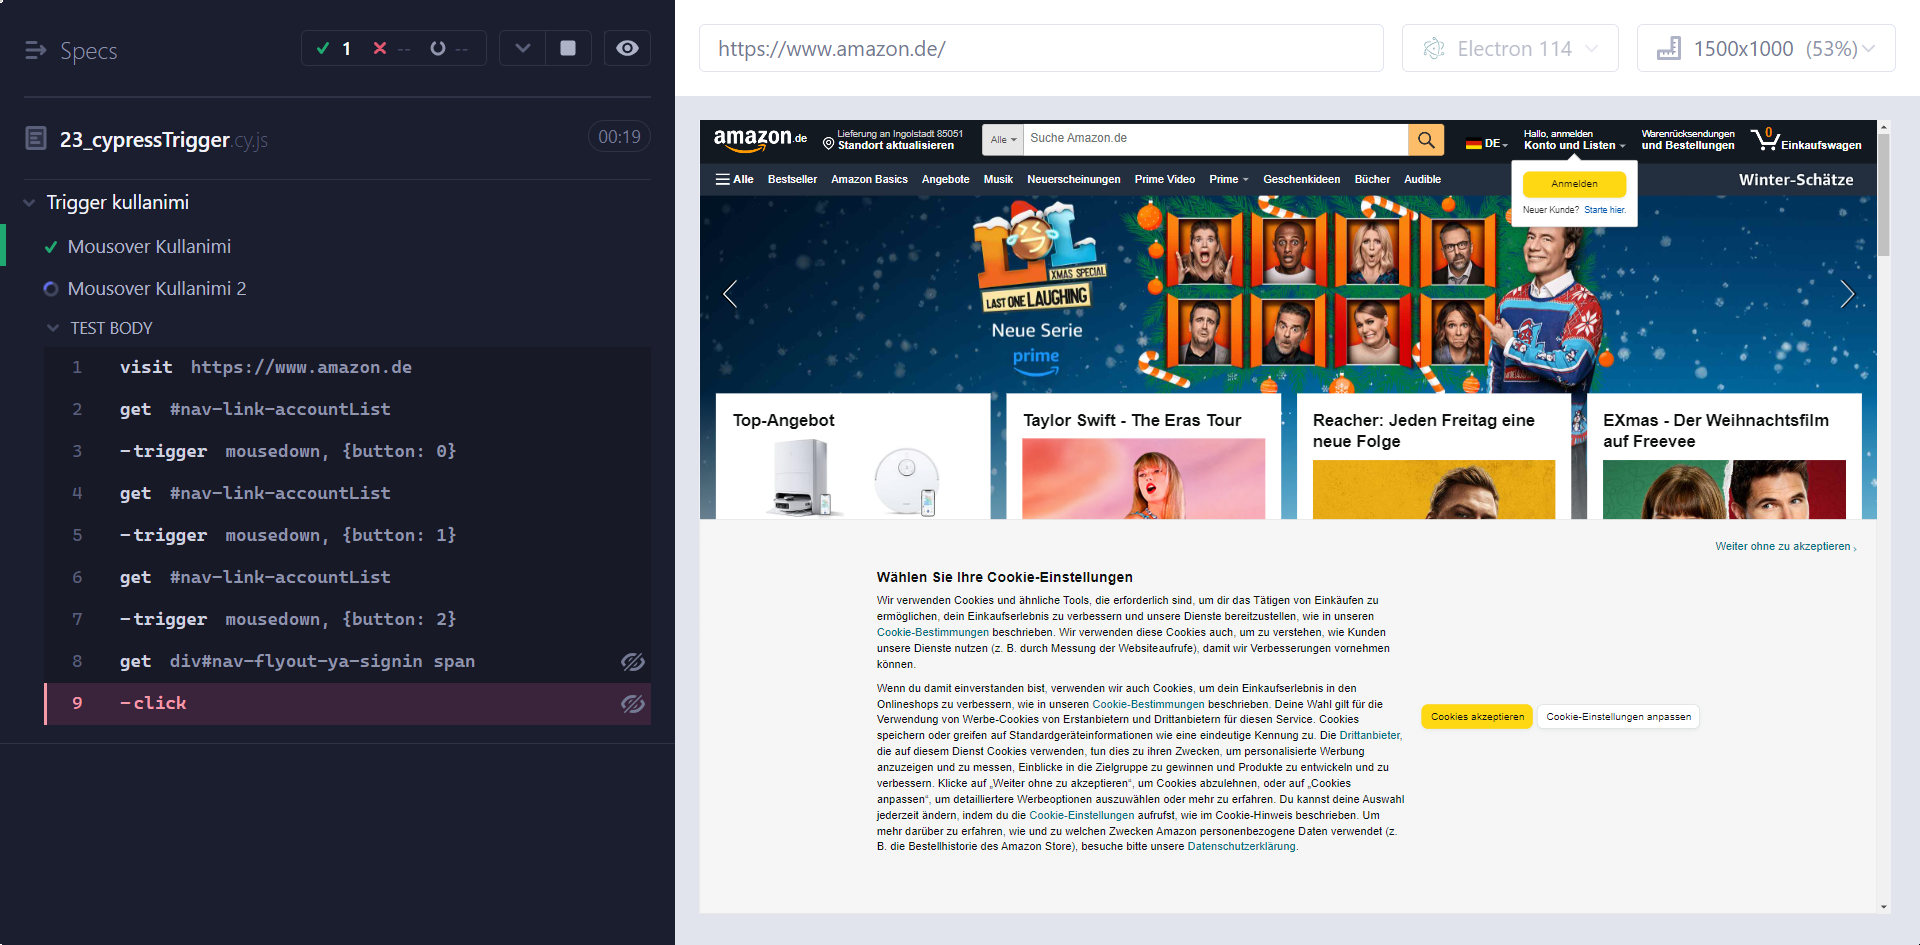 Specs
1
--
--
23_cypressTrigger.cy.js
00:19
Trigger kullanimi
Mousover Kullanimi
Mousover Kullanimi 2
TEST BODY
1 visit https://www.amazon.de
2 get #nav-link-accountList
3 -trigger mousedown, {button: 0}
4 get #nav-link-accountList
5 -trigger mousedown, {button: 1}
6 get #nav-link-accountList
7 -trigger mousedown, {button: 2}
8 get div#nav-flyout-ya-signin span
9 -click
https://www.amazon.de/
Electron 114
1500x1000 (53%)
amazon.de
Lieferung an Ingolstadt 85051
Standort aktualisieren
Alle
Suche Amazon.de
DE
Hallo, anmelden
Konto und Listen
Warenrücksendungen
und Bestellungen
0
Einkaufswagen
Alle Bestseller Amazon Basics Angebote Musik Neuerscheinungen Prime Video Prime Geschenkideen Bücher Audible
Winter-Schätze
Anmelden
Neuer Kunde? Starte hier.
LOL
XMAS SPECIAL
LAST ONE LAUGHING
Neue Serie
prime
Top-Angebot
Taylor Swift - The Eras Tour
Reacher: Jeden Freitag eine
neue Folge
EXmas - Der Weihnachtsfilm
auf Freevee
Weiter ohne zu akzeptieren ›
Wählen Sie Ihre Cookie-Einstellungen
Wir verwenden Cookies und ähnliche Tools, die erforderlich sind, um dir das Tätigen von Einkäufen zu
ermöglichen, dein Einkaufserlebnis zu verbessern und unsere Dienste bereitzustellen, wie in unseren
Cookie-Bestimmungen beschrieben. Wir verwenden diese Cookies auch, um zu verstehen, wie Kunden
unsere Dienste nutzen (z. B. durch Messung der Websiteaufrufe), damit wir Verbesserungen vornehmen
können.
Wenn du damit einverstanden bist, verwenden wir auch Cookies, um dein Einkaufserlebnis in den
Onlineshops zu verbessern, wie in unseren Cookie-Bestimmungen beschrieben. Deine Wahl gilt für die
Verwendung von Werbe-Cookies von Erstanbietern und Drittanbietern für diesen Service. Cookies
speichern oder greifen auf Standardgeräteinformationen wie eine eindeutige Kennung zu. Die Drittanbieter,
die auf diesem Dienst Cookies verwenden, tun dies zu ihren Zwecken, um personalisierte Werbung
anzuzeigen und zu messen, Einblicke in die Zielgruppe zu gewinnen und Produkte zu entwickeln und zu
verbessern. Klicke auf „Weiter ohne zu akzeptieren“, um Cookies abzulehnen, oder auf „Cookies
anpassen“, um detailliertere Werbeoptionen auszuwählen oder mehr zu erfahren. Du kannst deine Auswahl
jederzeit ändern, indem du die Cookie-Einstellungen aufrufst, wie im Cookie-Hinweis beschrieben. Um
mehr darüber zu erfahren, wie und zu welchen Zwecken Amazon personenbezogene Daten verwendet (z.
B. die Bestellhistorie des Amazon Store), besuche bitte unsere Datenschutzerklärung.
Cookies akzeptieren
Cookie-Einstellungen anpassen